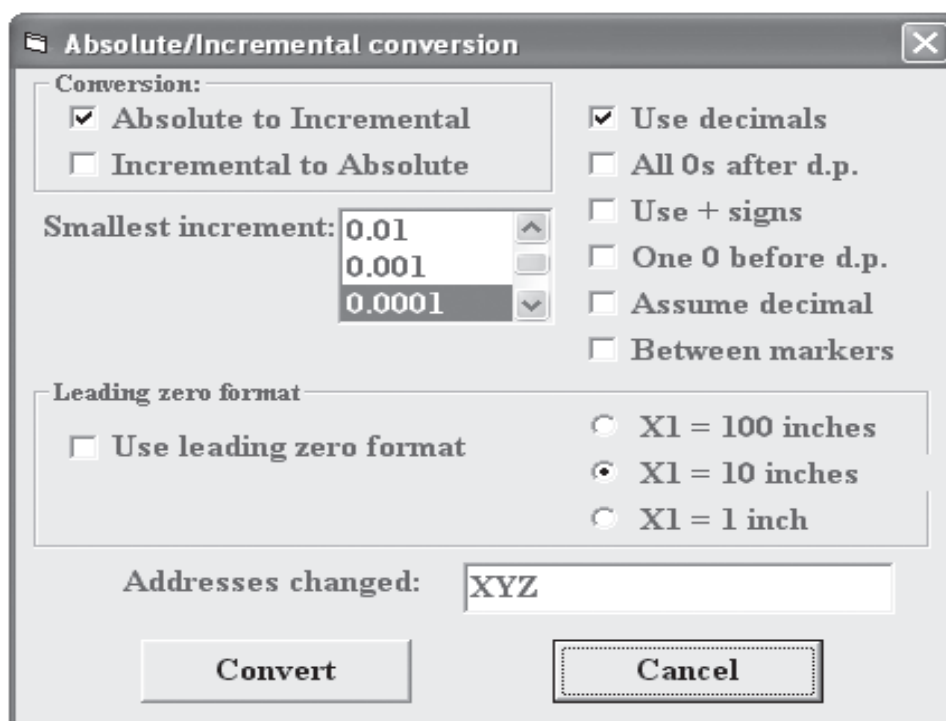 Absolute/Incremental conversion
Conversion:
Absolute to Incremental
Incremental to Absolute
Smallest increment:
0.01
0.001
0.0001
Use decimals
All 0s after d.p.
Use + signs
One 0 before d.p.
Assume decimal
Between markers
Leading zero format
Use leading zero format
X1 = 100 inches
X1 = 10 inches
X1 = 1 inch
Addresses changed:
XYZ
Convert
Cancel